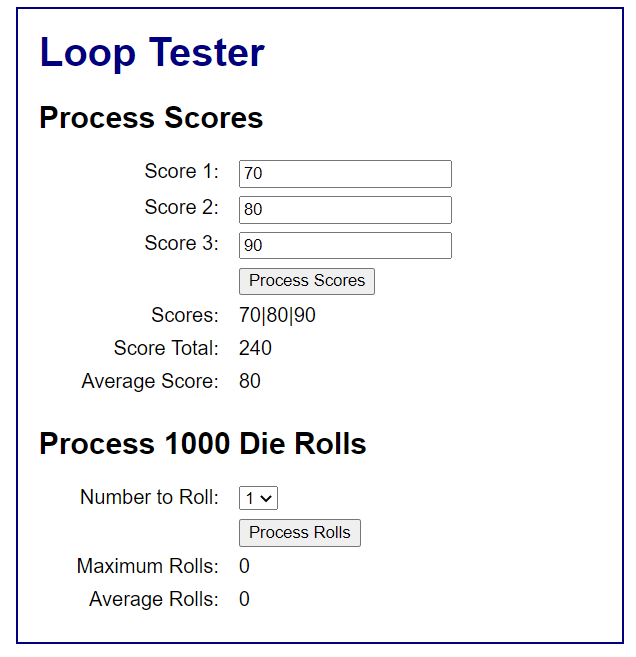 Loop Tester
Process Scores
Score 1: 70
Score 2: 80
Score 3: 90
Process Scores
Scores: 70|80|90
Score Total: 240
Average Score: 80
Process 1000 Die Rolls
Number to Roll: 1
Process Rolls
Maximum Rolls: 0
Average Rolls: 0